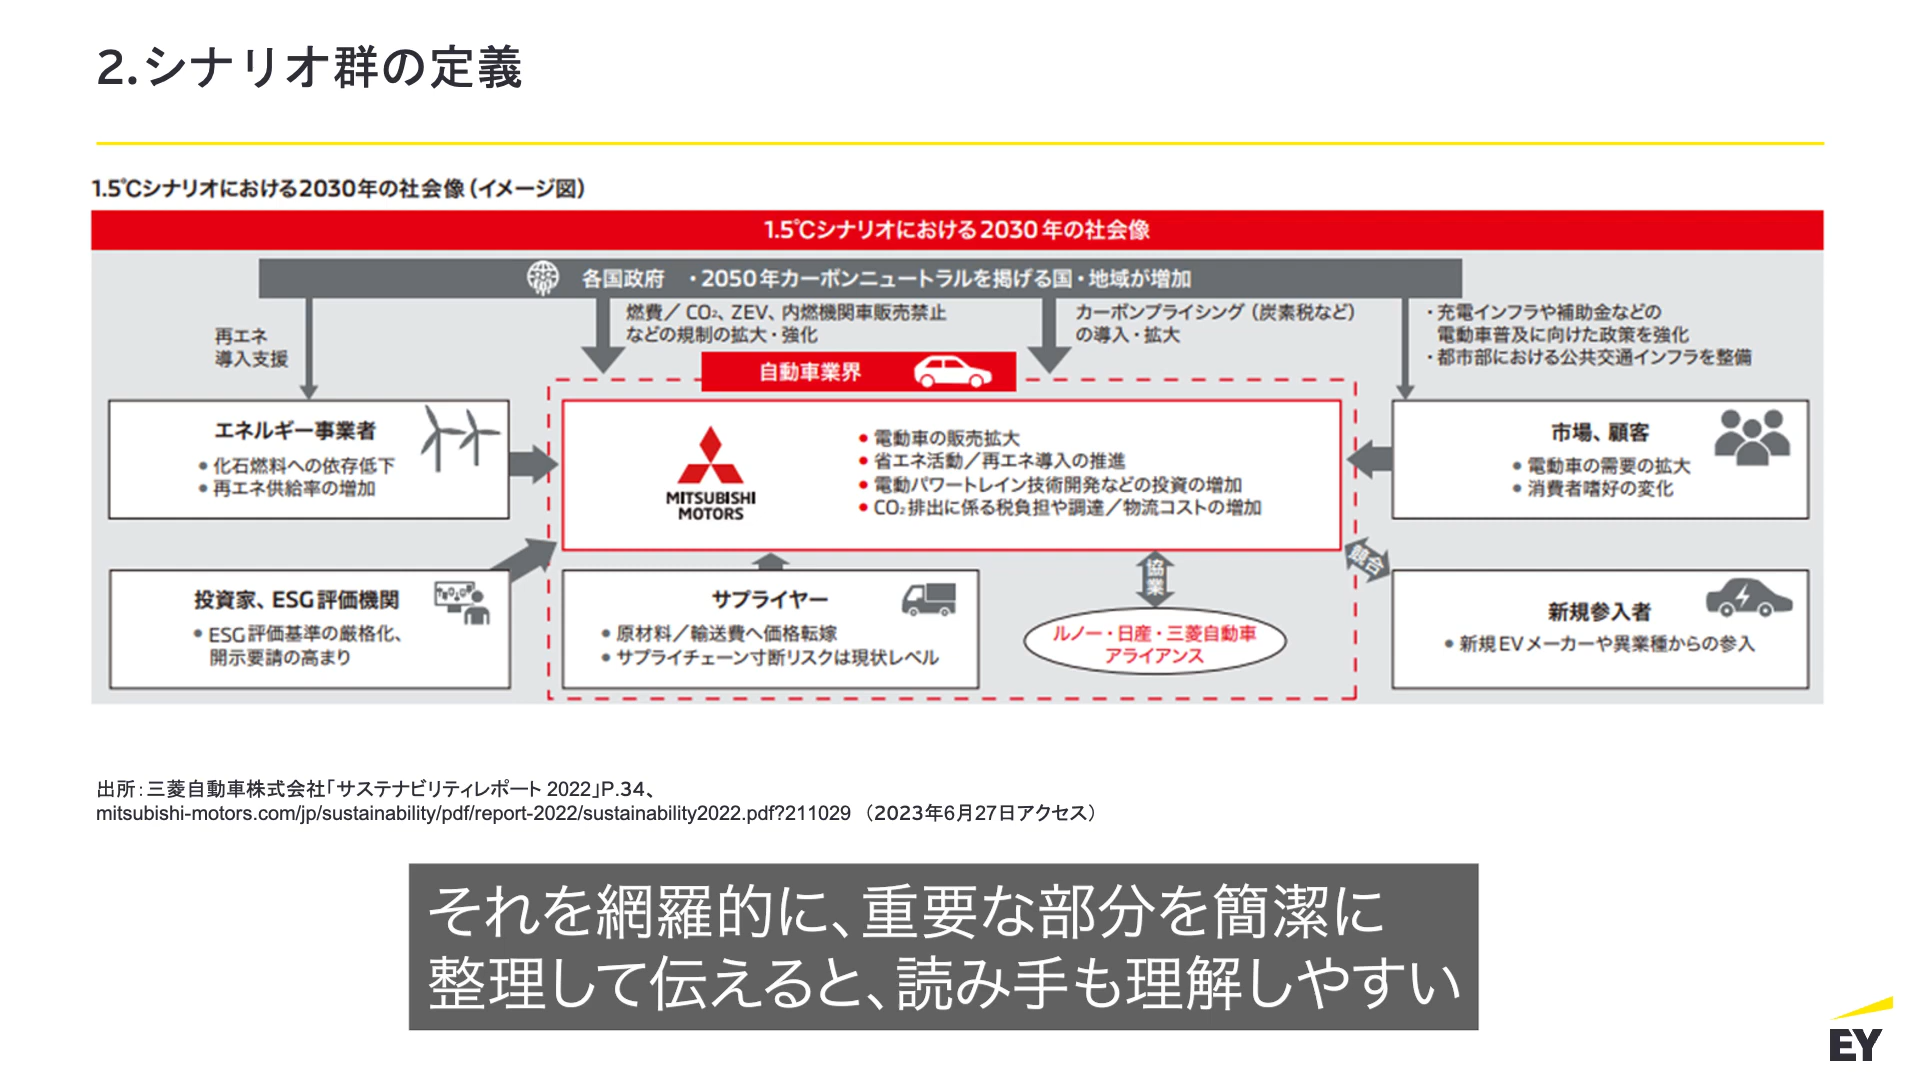 2.シナリオ群の定義
1.5℃シナリオにおける2030年の社会像（イメージ図）
1.5℃シナリオにおける2030年の社会像
各国政府 ・2050年カーボンニュートラルを掲げる国・地域が増加
再エネ
導入支援
燃費／CO₂、ZEV、内燃機関車販売禁止
などの規制の拡大・強化
カーボンプライシング（炭素税など）
の導入・拡大
・充電インフラや補助金などの
電動車普及に向けた政策を強化
・都市部における公共交通インフラを整備
自動車業界
エネルギー事業者
● 化石燃料への依存低下
● 再エネ供給率の増加
MITSUBISHI
MOTORS
● 電動車の販売拡大
● 省エネ活動／再エネ導入の推進
● 電動パワートレイン技術開発などの投資の増加
● CO₂排出に係る税負担や調達／物流コストの増加
市場、顧客
● 電動車の需要の拡大
● 消費者嗜好の変化
投資家、ESG評価機関
● ESG評価基準の厳格化、
開示要請の高まり
サプライヤー
● 原材料／輸送費へ価格転嫁
● サプライチェーン寸断リスクは現状レベル
協業
ルノー・日産・三菱自動車
アライアンス
競合
新規参入者
● 新規EVメーカーや異業種からの参入
出所：三菱自動車株式会社「サステナビリティレポート 2022」P.34、
mitsubishi-motors.com/jp/sustainability/pdf/report-2022/sustainability2022.pdf?211029 （2023年6月27日アクセス）
それを網羅的に、重要な部分を簡潔に
整理して伝えると、読み手も理解しやすい
EY